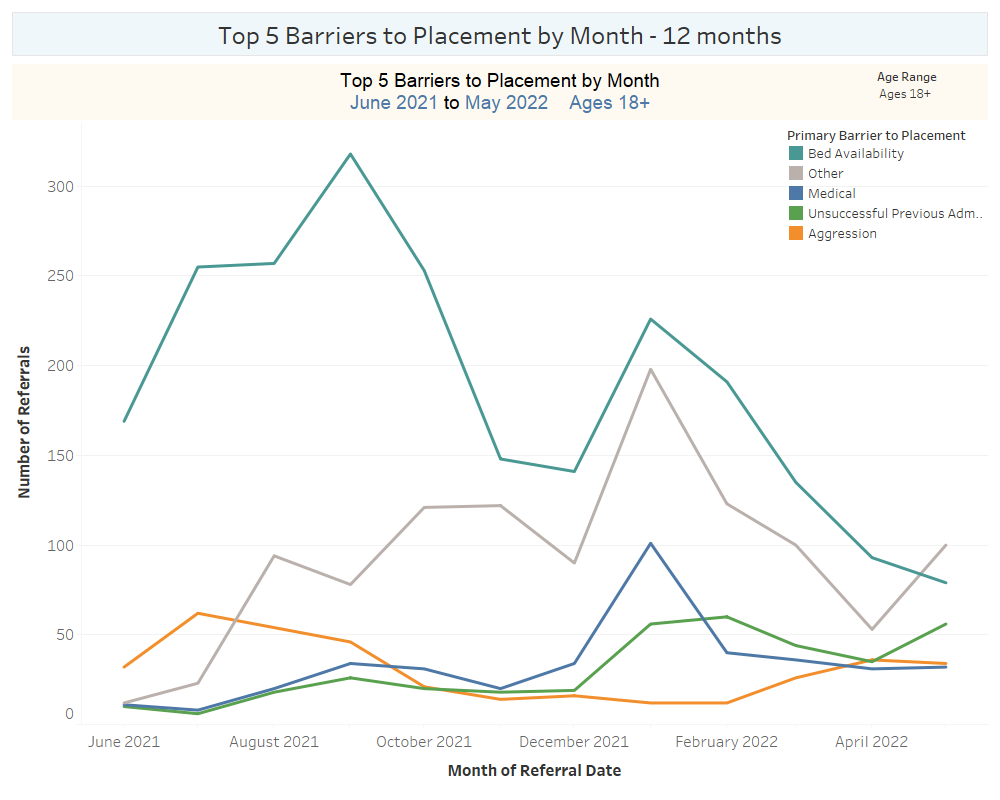 Top 5 Barriers to Placement by Month - 12 months
Top 5 Barriers to Placement by Month
June 2021 to May 2022 Ages 18+
Age Range
Ages 18+
Primary Barrier to Placement
Bed Availability
Other
Medical
Unsuccessful Previous Adm..
Aggression
Number of Referrals
300
250
200
150
100
50
0
June 2021
August 2021
October 2021
December 2021
February 2022
April 2022
Month of Referral Date